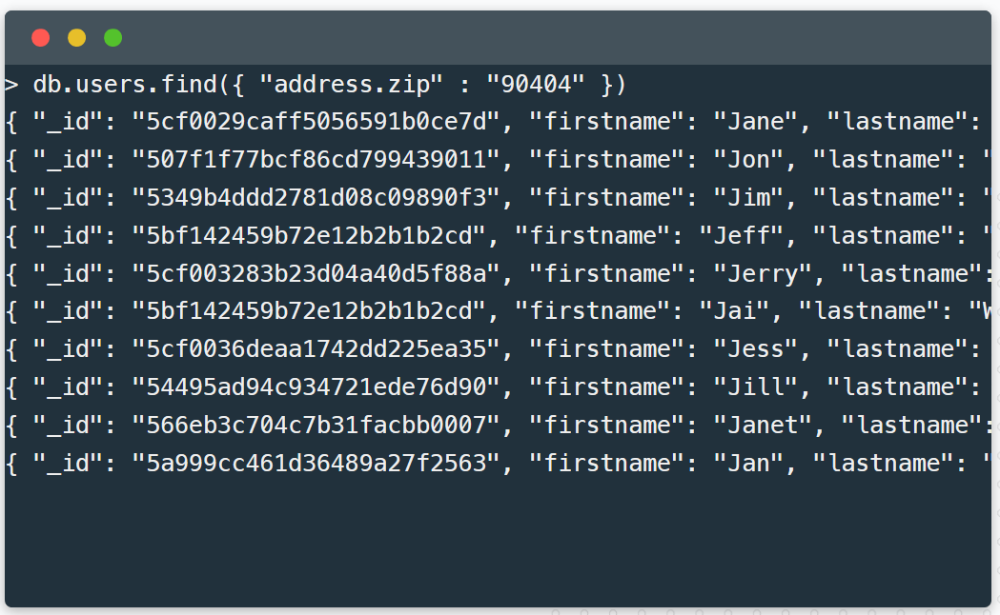 > db.users.find({ "address.zip" : "90404" })
{ "_id": "5cf0029caff5056591b0ce7d", "firstname": "Jane", "lastname":
{ "_id": "507f1f77bcf86cd799439011", "firstname": "Jon", "lastname": "
{ "_id": "5349b4ddd2781d08c09890f3", "firstname": "Jim", "lastname": "
{ "_id": "5bf142459b72e12b2b1b2cd", "firstname": "Jeff", "lastname": "
{ "_id": "5cf003283b23d04a40d5f88a", "firstname": "Jerry", "lastname":
{ "_id": "5bf142459b72e12b2b1b2cd", "firstname": "Jai", "lastname": "W
{ "_id": "5cf0036deaa1742dd225ea35", "firstname": "Jess", "lastname":
{ "_id": "54495ad94c934721ede76d90", "firstname": "Jill", "lastname":
{ "_id": "566eb3c704c7b31facbb0007", "firstname": "Janet", "lastname":
{ "_id": "5a999cc461d36489a27f2563", "firstname": "Jan", "lastname": "